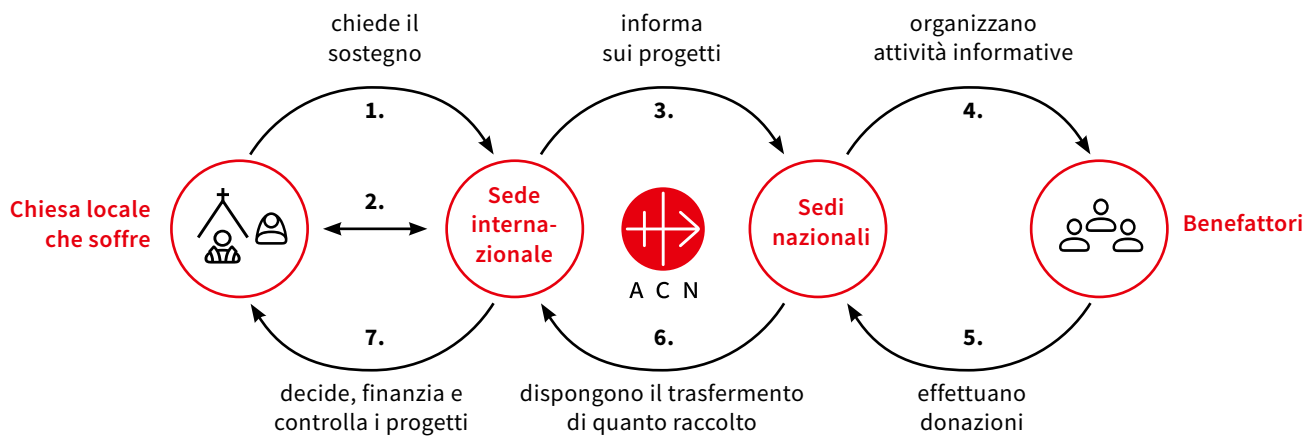 chiede il
sostegno
informa
sui progetti
organizzano
attività informative
1.
3.
4.
Chiesa locale
che soffre
2.
Sede
interna-
zionale
A C N
Sedi
nazionali
Benefattori
7.
6.
5.
decide, finanzia e
controlla i progetti
dispongono il trasfermento
di quanto raccolto
effettuano
donazioni